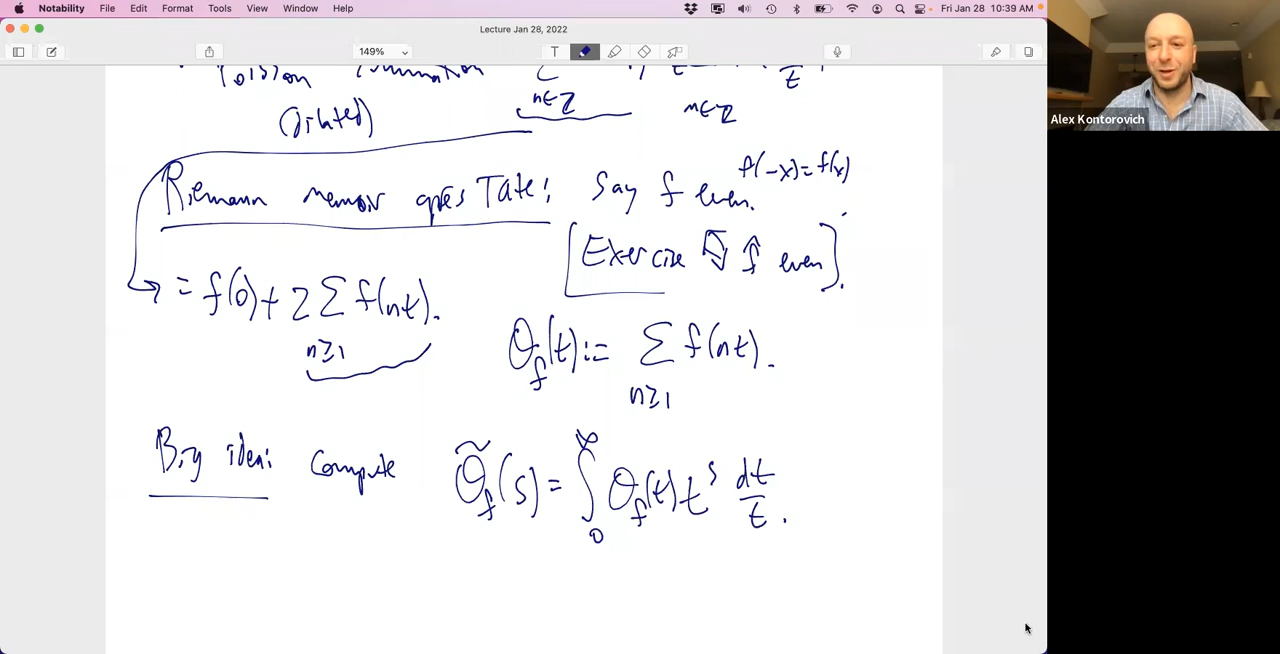 Notability File Edit Format Tools View Window Help Fri Jan 28 10:39 AM
Lecture Jan 28, 2022
149%
T
Alex Kontorovich
Poission Summation
n∈Z
n∈Z
(Dilated)
Riemann memoir après Tate: Say f even. f(-x)=f(x)
[Exercise ⇔ f̂ even].
= f(0)+2 Σ f(nt).
n≥1
θ_f(t):= Σ f(nt).
n≥1
Big idea: Compute θ̃_f(s) = ∫_0^∞ θ_f(t) t^s dt/t.